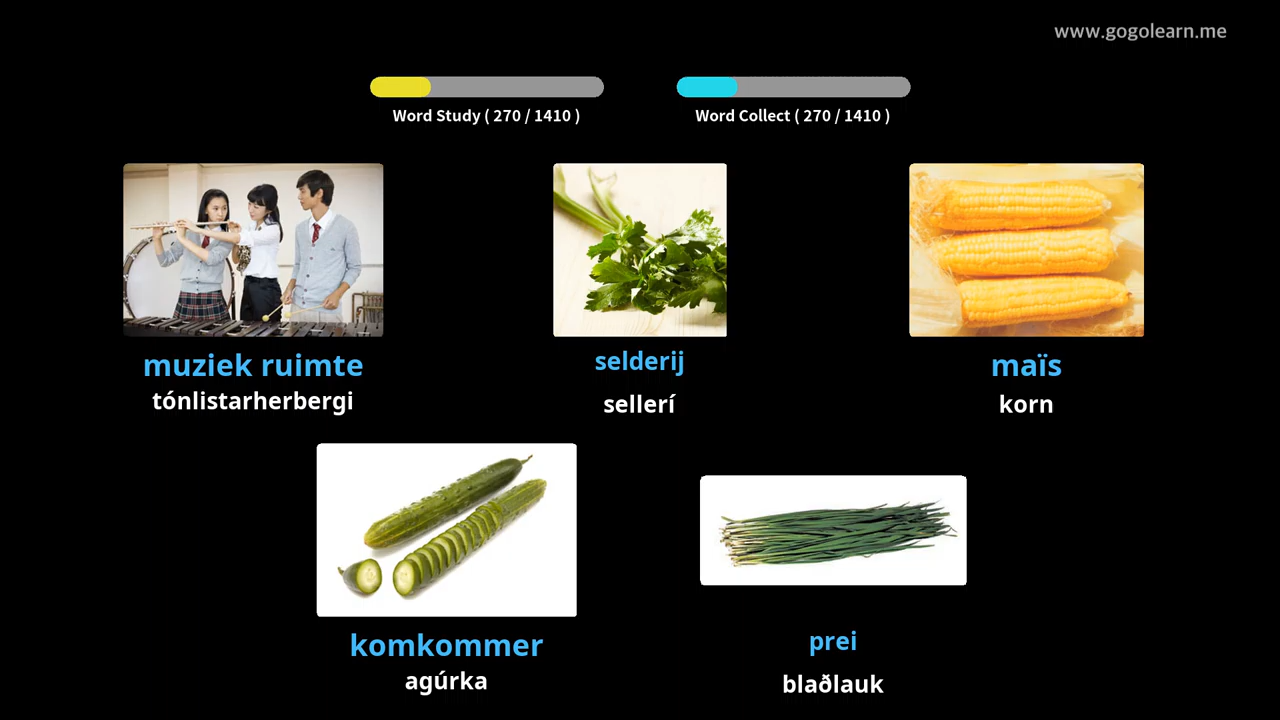 www.gogolearn.me
Word Study ( 270 / 1410 )
Word Collect ( 270 / 1410 )
muziek ruimte
tónlistarherbergi
selderij
sellerí
maïs
korn
komkommer
agúrka
prei
blaðlauk